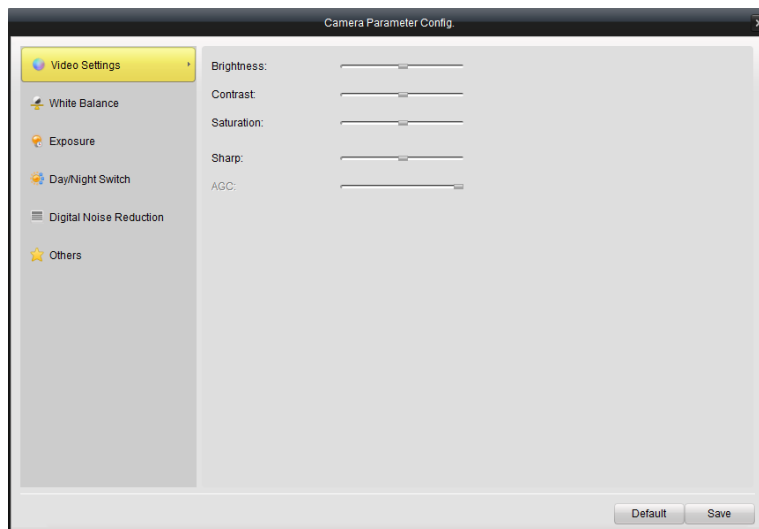 Camera Parameter Config.
Video Settings
White Balance
Exposure
Day/Night Switch
Digital Noise Reduction
Others
Brightness:
Contrast:
Saturation:
Sharp:
AGC:
Default
Save